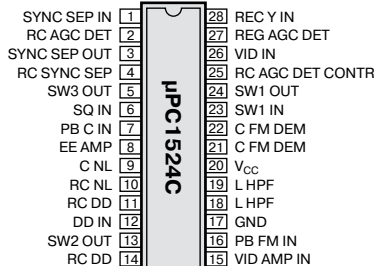 SYNC SEP IN 1
RC AGC DET 2
SYNC SEP OUT 3
RC SYNC SEP 4
SW3 OUT 5
SQ IN 6
PB C IN 7
EE AMP 8
C NL 9
RC NL 10
RC DD 11
DD IN 12
SW2 OUT 13
RC DD 14
µPC1524C
28 REC Y IN
27 REG AGC DET
26 VID IN
25 RC AGC DET CONTR
24 SW1 OUT
23 SW1 IN
22 C FM DEM
21 C FM DEM
20 VCC
19 L HPF
18 L HPF
17 GND
16 PB FM IN
15 VID AMP IN